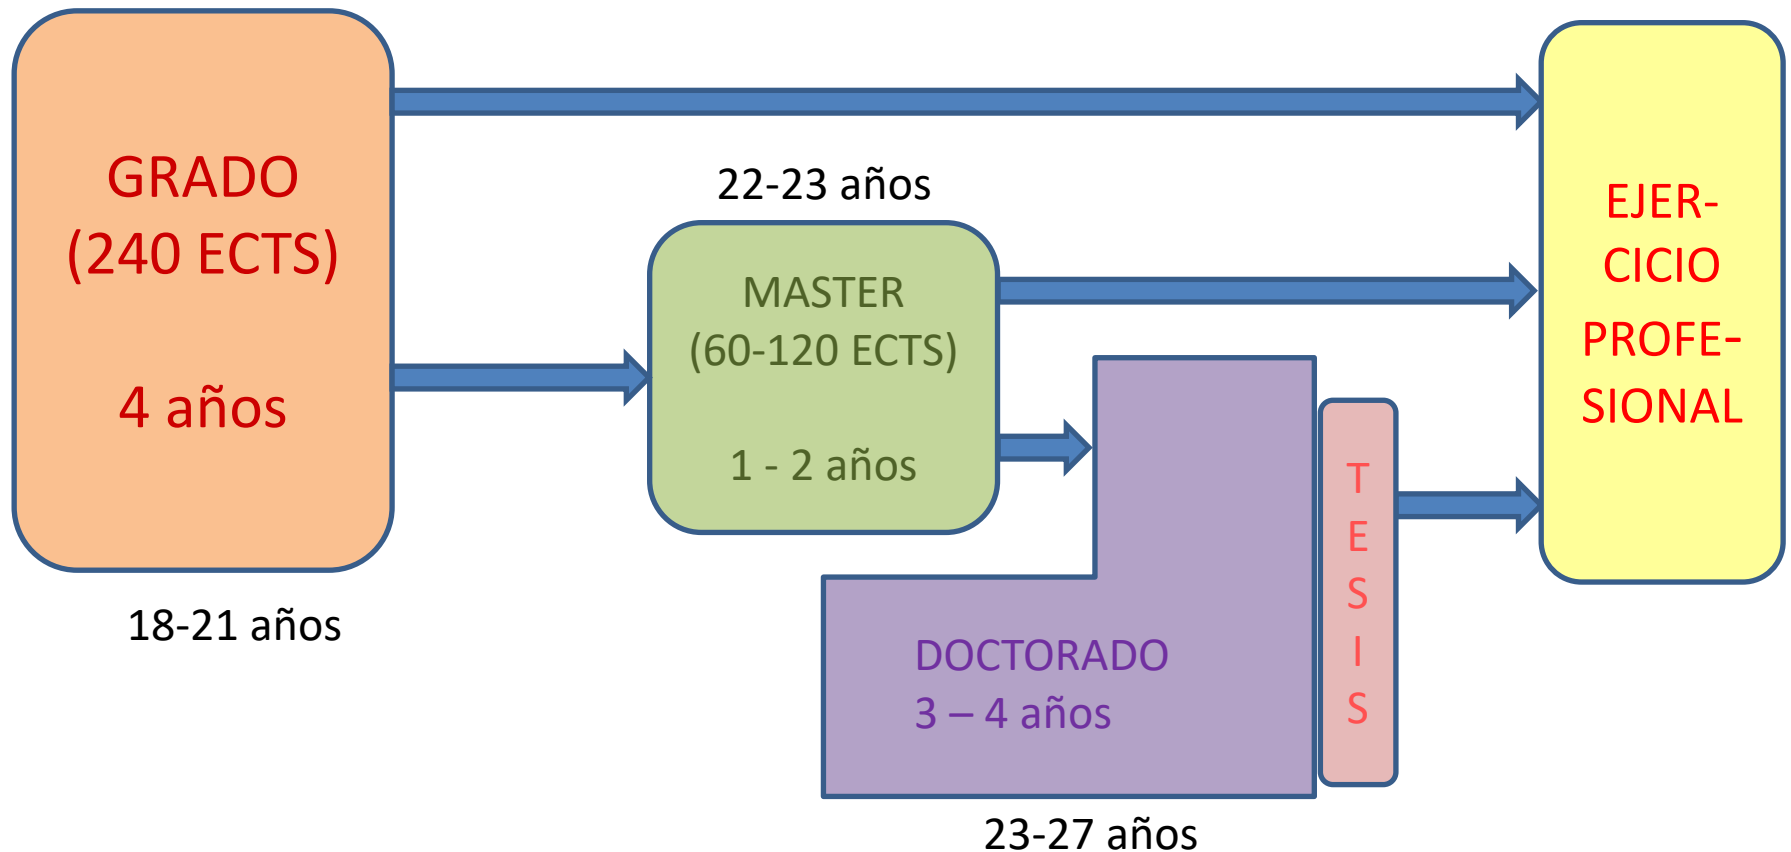 GRADO
(240 ECTS)
4 años
18-21 años
22-23 años
MASTER
(60-120 ECTS)
1 - 2 años
DOCTORADO
3 – 4 años
23-27 años
T
E
S
I
S
EJER-
CICIO
PROFE-
SIONAL